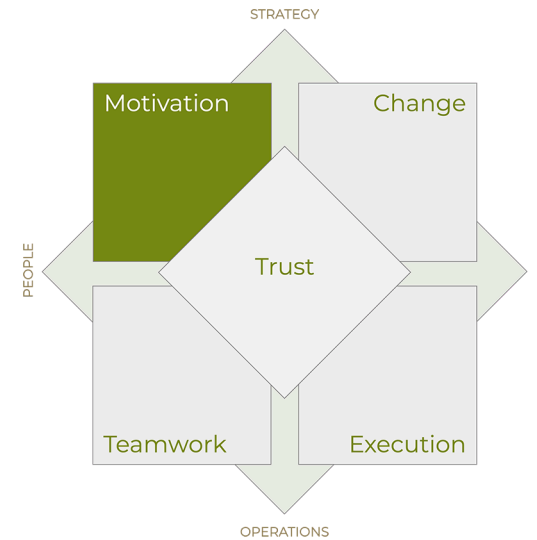 STRATEGY
Motivation
Change
PEOPLE
Trust
Teamwork
Execution
OPERATIONS